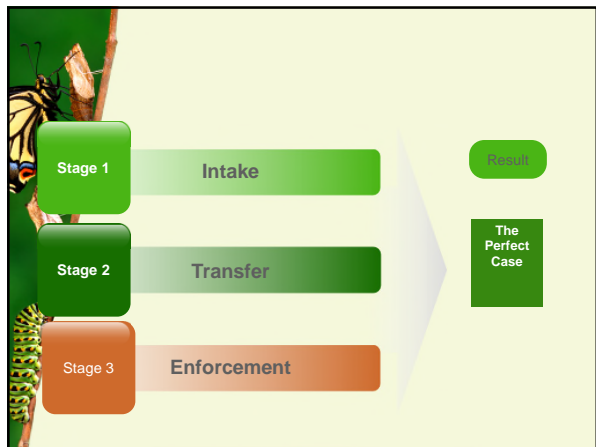 Stage 1
Intake
Stage 2
Transfer
Stage 3
Enforcement
Result
The
Perfect
Case